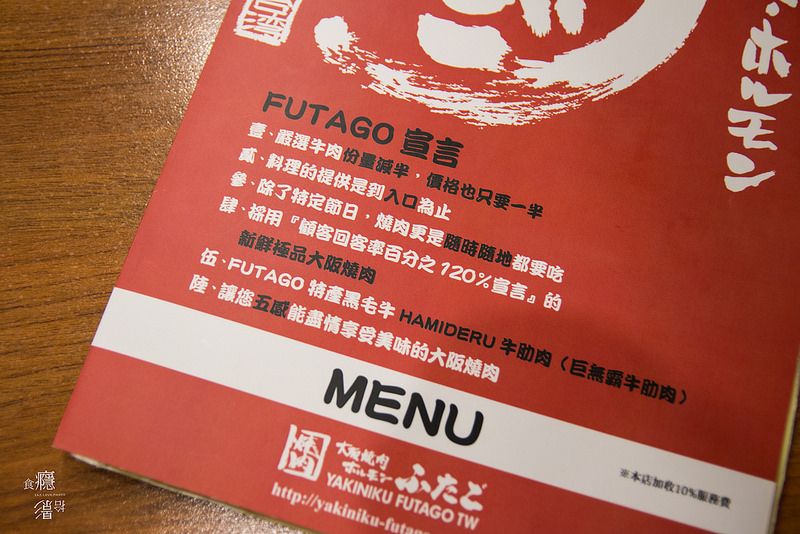 ホルモン
FUTAGO 宣言
壹、嚴選牛肉份量減半，價格也只要一半
貳、料理的提供是到入口為止
參、除了特定節日，燒肉更是隨時隨地都要吃
肆、採用『顧客回客率百分之120%宣言』的
新鮮極品大阪燒肉
伍、FUTAGO 特產黑毛牛 HAMIDERU 牛肋肉（巨無霸牛肋肉）
陸、讓您五感能盡情享受美味的大阪燒肉
MENU
※本店加收10%服務費
焼肉
大阪焼肉
ホルモン ふたご
YAKINIKU FUTAGO TW
http://yakiniku-futago
食癮